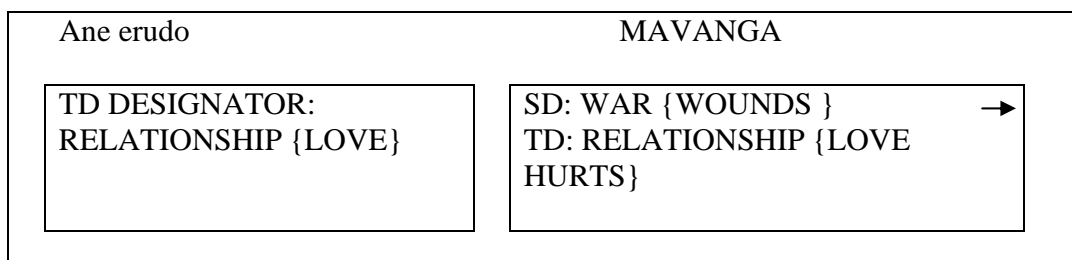 Ane erudo MAVANGA
TD DESIGNATOR:
RELATIONSHIP {LOVE}
SD: WAR {WOUNDS } →
TD: RELATIONSHIP {LOVE
HURTS}